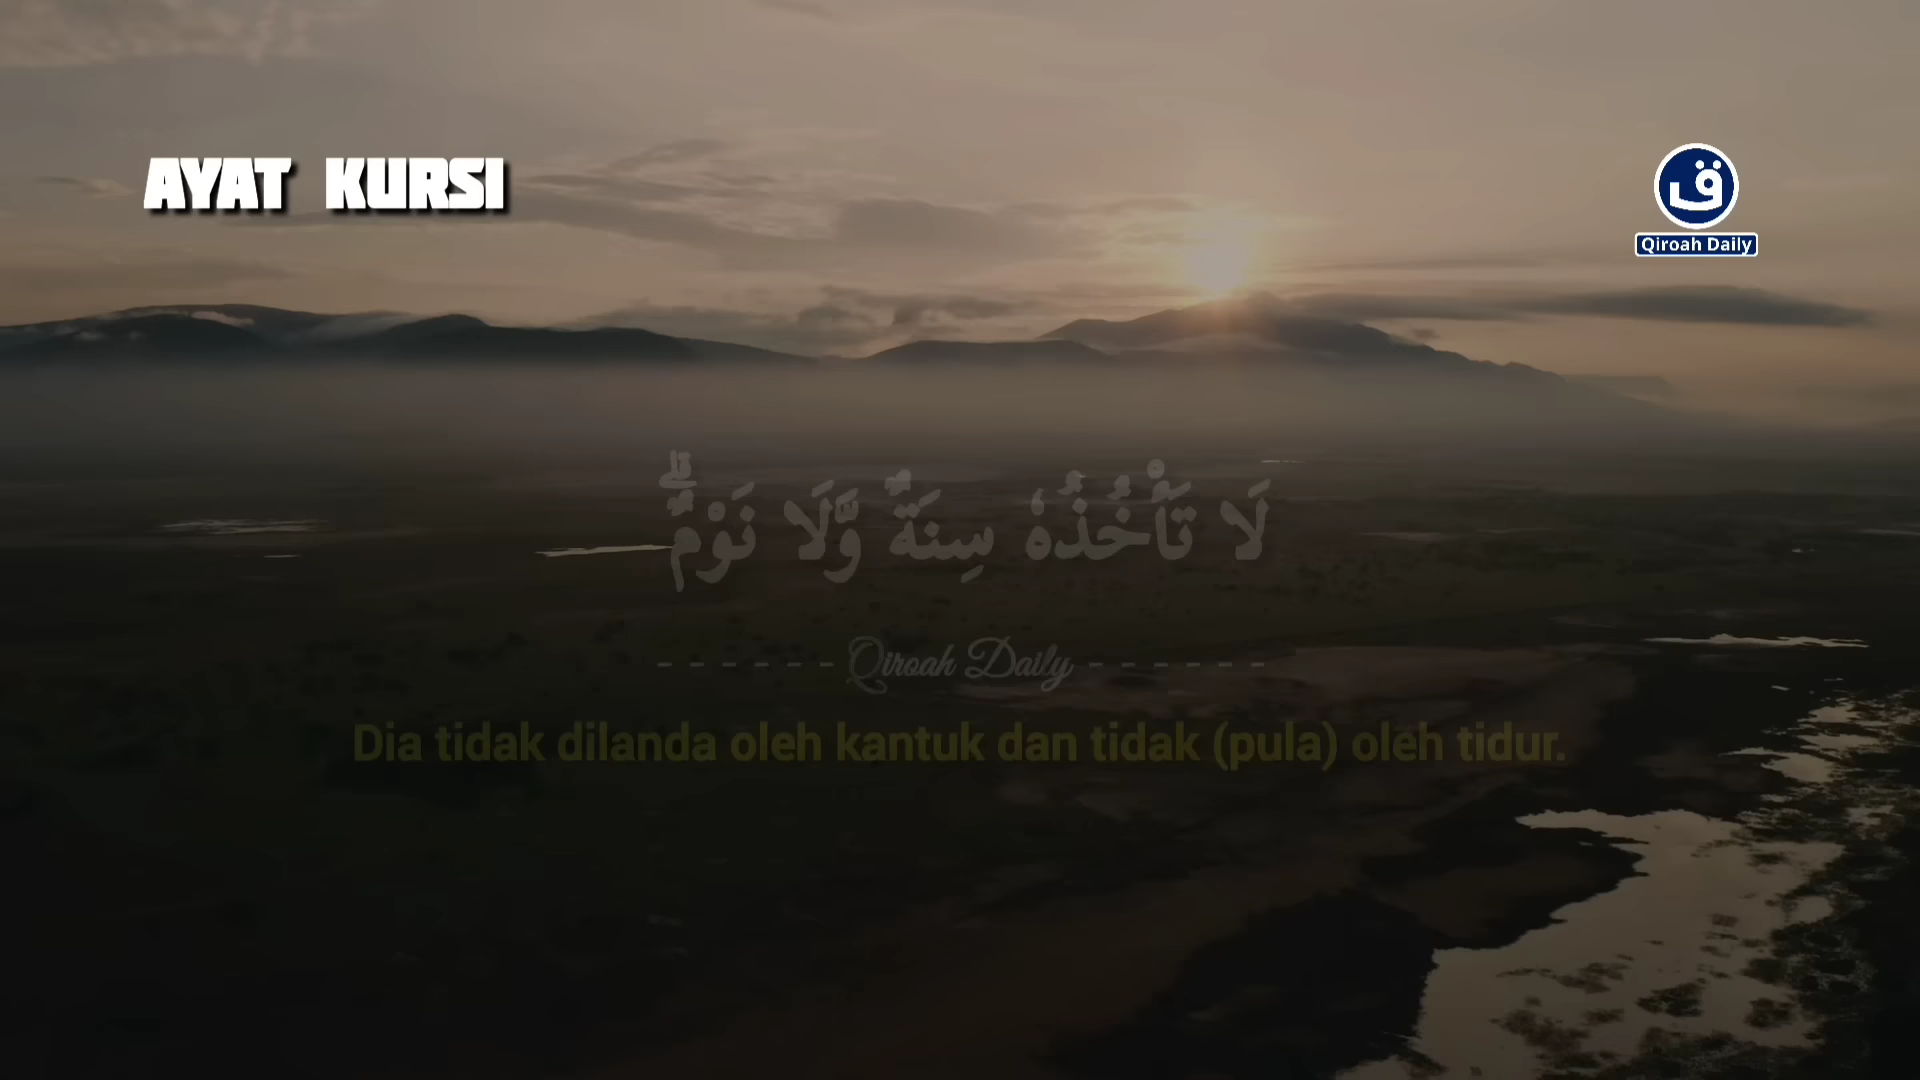 AYAT KURSI
ق
Qiroah Daily
لَا تَأْخُذُهٗ سِنَةٌ وَّلَا نَوْمٌۗ
Qiroah Daily
Dia tidak dilanda oleh kantuk dan tidak (pula) oleh tidur.